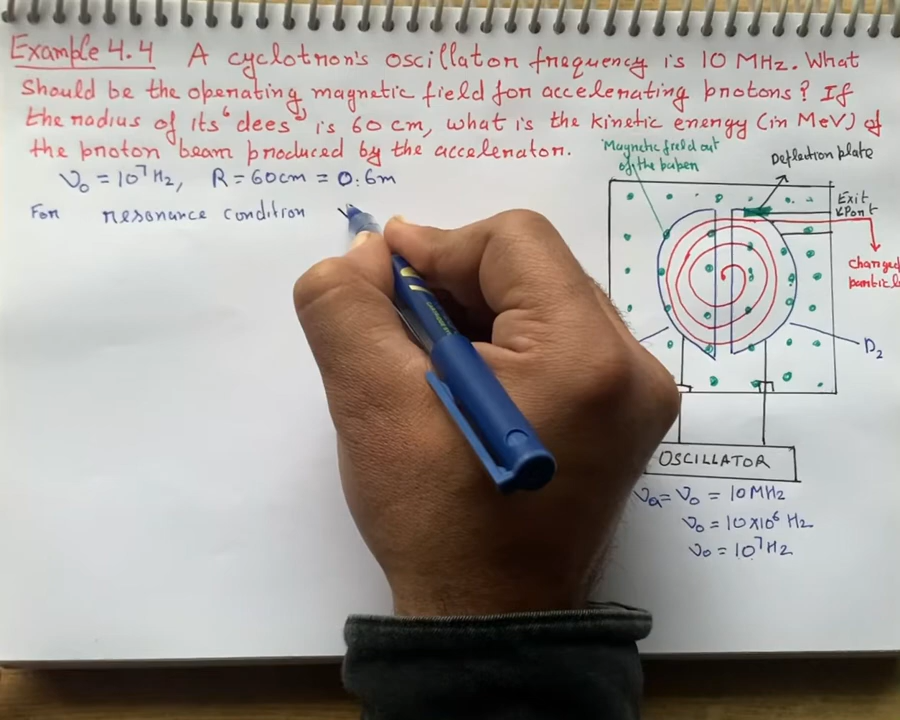 Example 4.4 A cyclotron's oscillator frequency is 10 MHz. What
should be the operating magnetic field for accelerating protons? If
the radius of its "dees" is 60 cm, what is the kinetic energy (in MeV) of
the proton beam produced by the accelerator.
ν₀ = 10⁷ Hz, R = 60cm = 0.6m
For resonance condition
Magnetic field out
of the paper
Deflection plate
Exit
Port
Charged
particle
D₂
OSCILLATOR
νa = ν₀ = 10 MHz
ν₀ = 10×10⁶ Hz
ν₀ = 10⁷ Hz